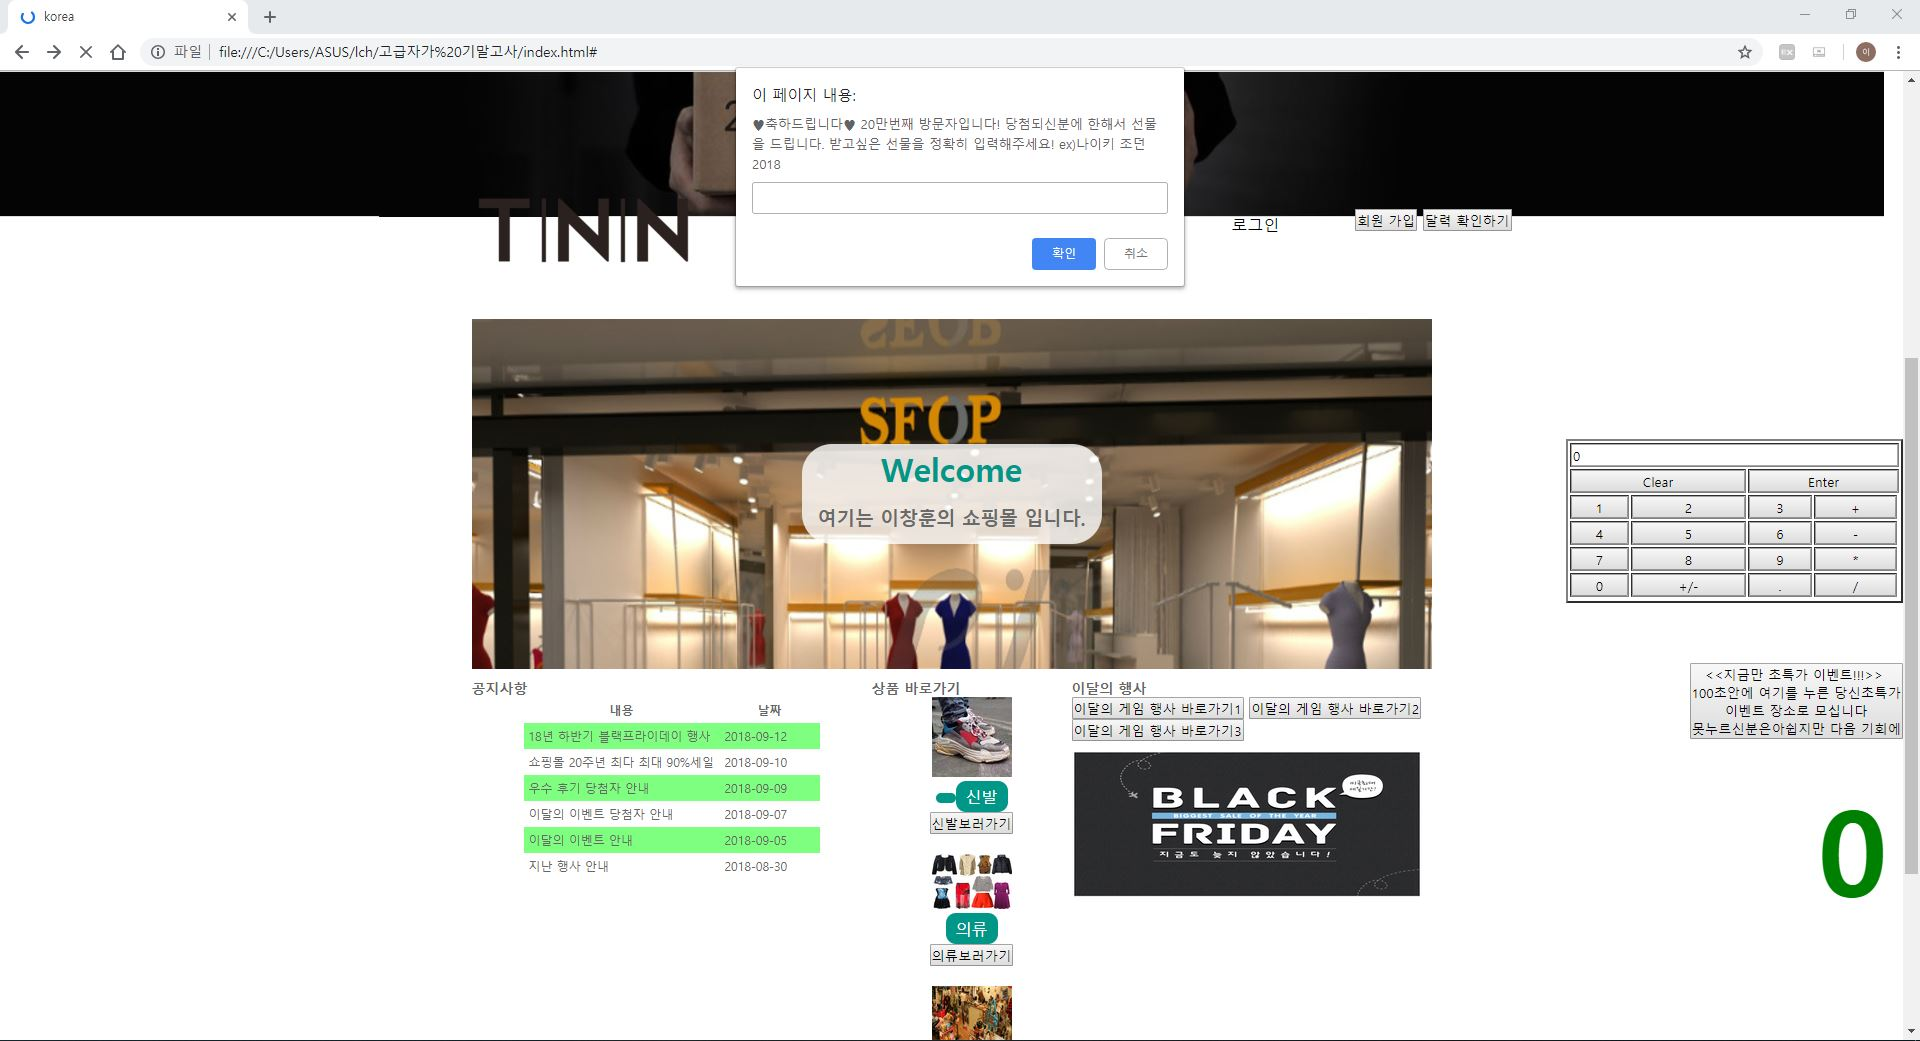 korea
파일
file:///C:/Users/ASUS/lch/고급자가%20기말고사/index.html#
이 페이지 내용:
♥축하드립니다♥ 20만번째 방문자입니다! 당첨되신분에 한해서 선물
을 드립니다. 받고싶은 선물을 정확히 입력해주세요! ex)나이키 조던
2018
확인 취소
T|N|N
로그인
회원 가입 달력 확인하기
SFOP
Welcome
여기는 이창훈의 쇼핑몰 입니다.
0
Clear Enter
1 2 3 +
4 5 6 -
7 8 9 *
0 +/- . /
<<지금만 초특가 이벤트!!!>>
100초안에 여기를 누른 당신초특가
이벤트 장소로 모십니다
못누르신분은아쉽지만 다음 기회에
0
공지사항
내용 날짜
18년 하반기 블랙프라이데이 행사 2018-09-12
쇼핑몰 20주년 최다 최대 90%세일 2018-09-10
우수 후기 당첨자 안내 2018-09-09
이달의 이벤트 당첨자 안내 2018-09-07
이달의 이벤트 안내 2018-09-05
지난 행사 안내 2018-08-30
상품 바로가기
신발
신발보러가기
의류
의류보러가기
이달의 행사
이달의 게임 행사 바로가기1 이달의 게임 행사 바로가기2
이달의 게임 행사 바로가기3
BLACK
BIGGEST SALE OF THE YEAR
FRIDAY
지금도 늦지 않았습니다!